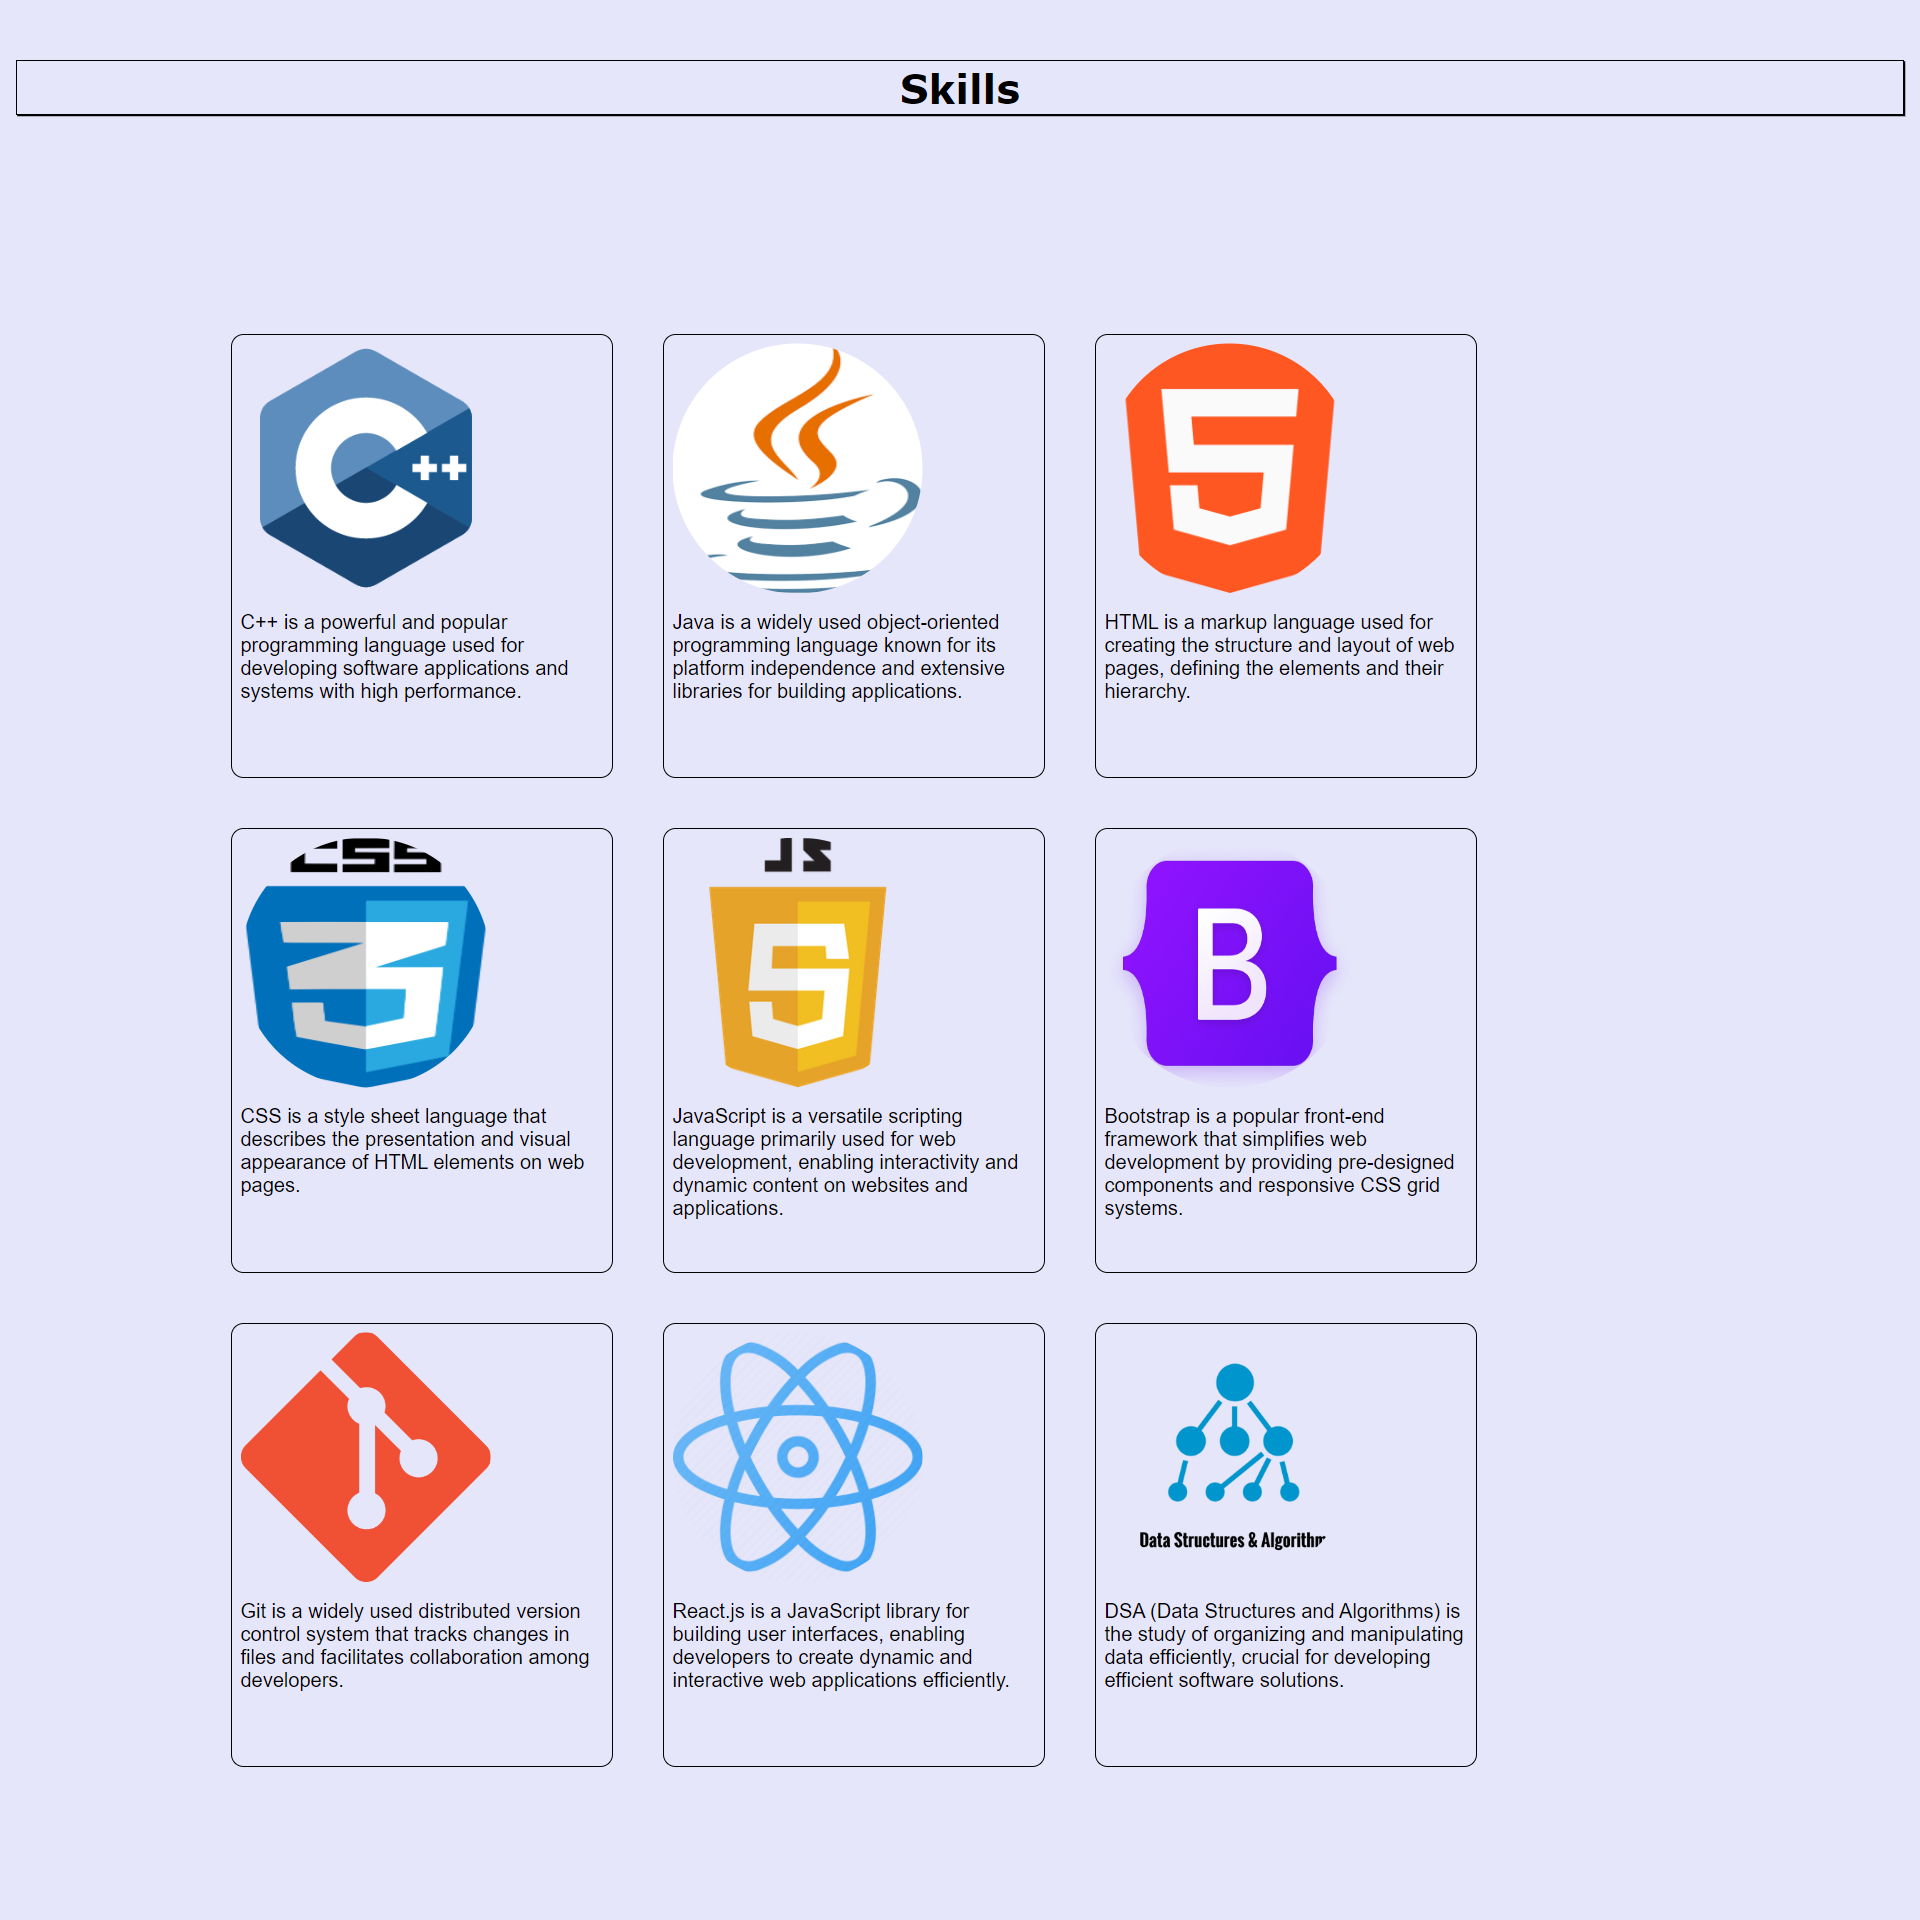 Skills
C++
C++ is a powerful and popular
programming language used for
developing software applications and
systems with high performance.
Java is a widely used object-oriented
programming language known for its
platform independence and extensive
libraries for building applications.
5
HTML is a markup language used for
creating the structure and layout of web
pages, defining the elements and their
hierarchy.
CSS
3
CSS is a style sheet language that
describes the presentation and visual
appearance of HTML elements on web
pages.
JS
5
JavaScript is a versatile scripting
language primarily used for web
development, enabling interactivity and
dynamic content on websites and
applications.
B
Bootstrap is a popular front-end
framework that simplifies web
development by providing pre-designed
components and responsive CSS grid
systems.
Git is a widely used distributed version
control system that tracks changes in
files and facilitates collaboration among
developers.
React.js is a JavaScript library for
building user interfaces, enabling
developers to create dynamic and
interactive web applications efficiently.
Data Structures & Algorithm
DSA (Data Structures and Algorithms) is
the study of organizing and manipulating
data efficiently, crucial for developing
efficient software solutions.